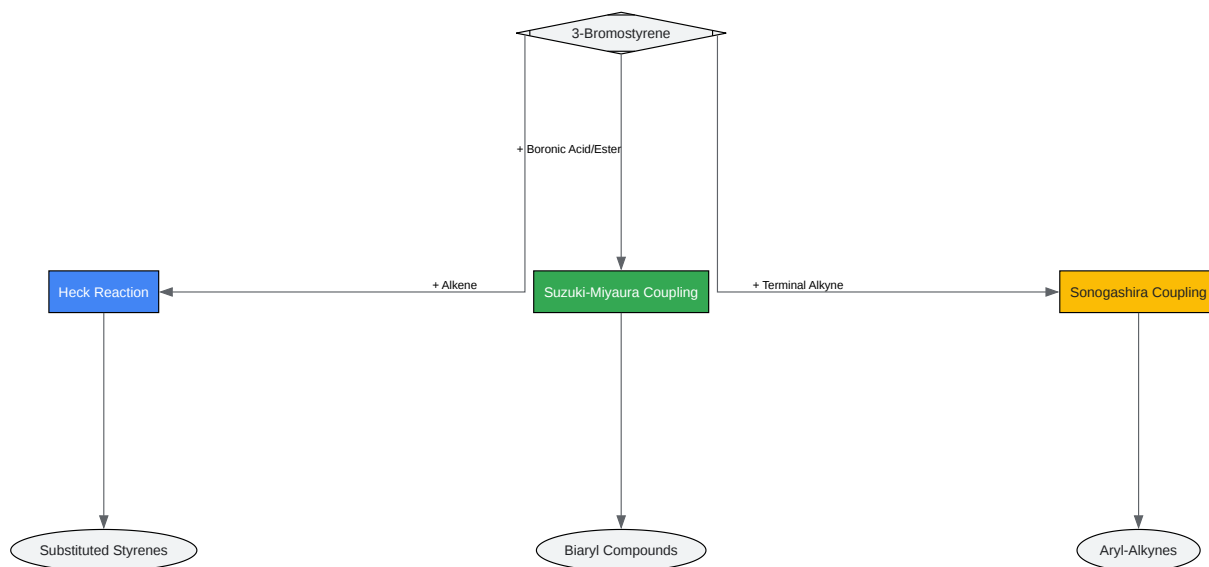 3-Bromostyrene
+ Boronic Acid/Ester
+ Alkene
+ Terminal Alkyne
Heck Reaction
Suzuki-Miyaura Coupling
Sonogashira Coupling
Substituted Styrenes
Biaryl Compounds
Aryl-Alkynes